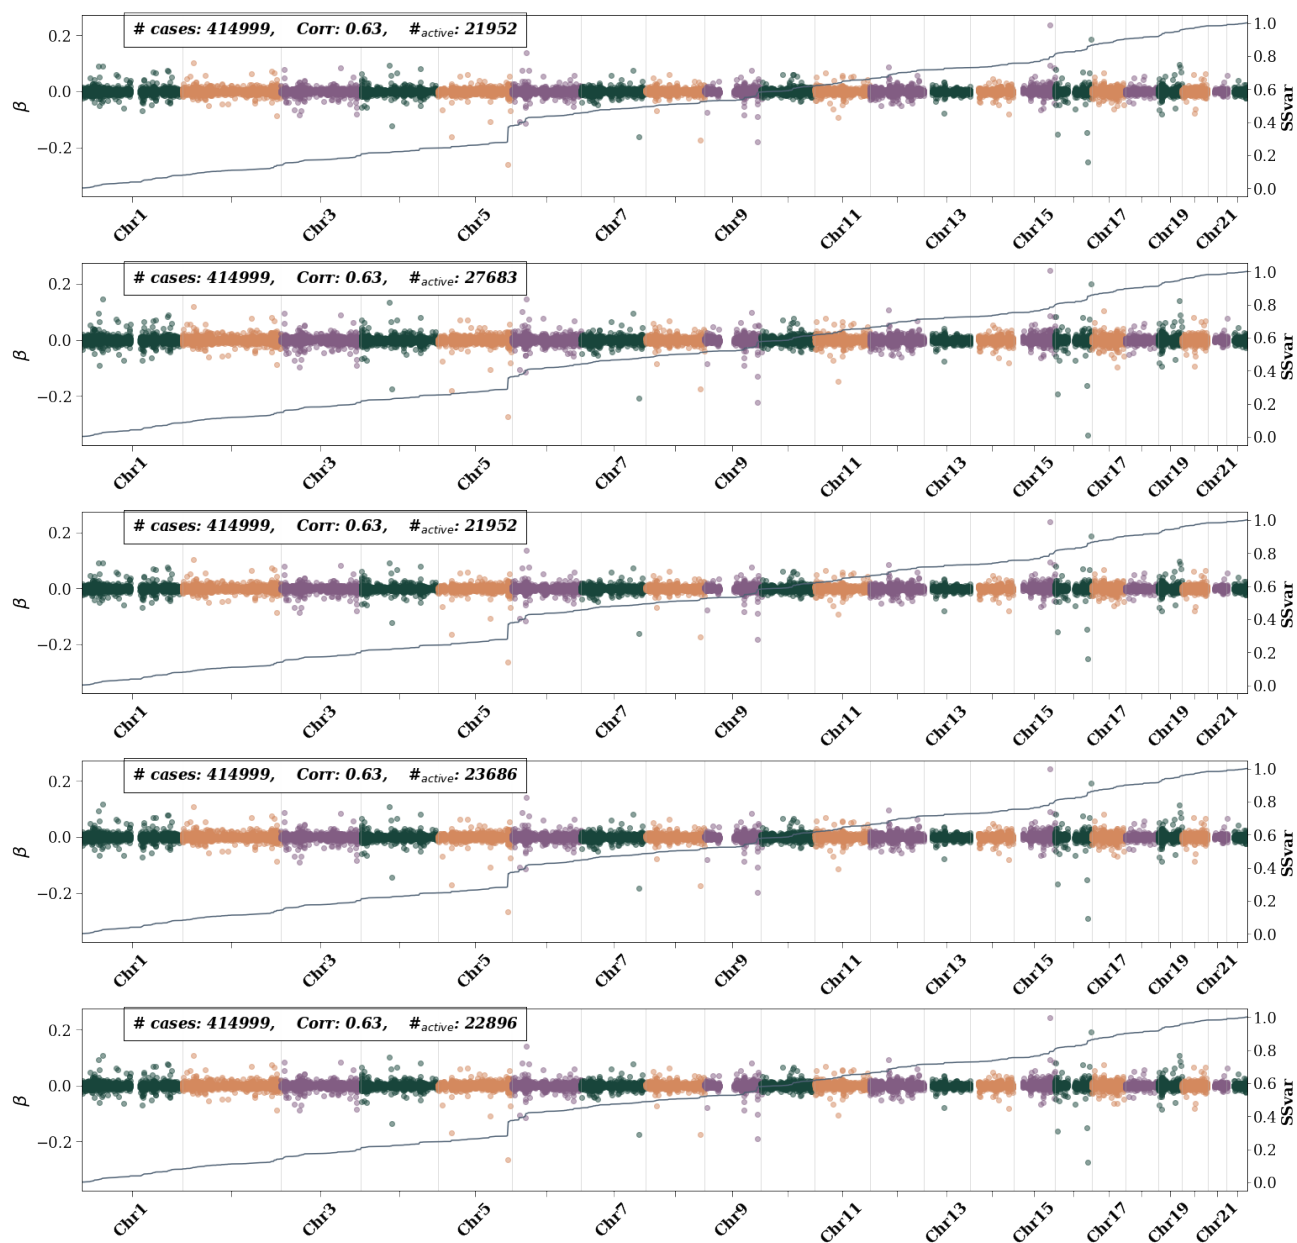 # cases: 414999, Corr: 0.63, #active: 21952
0.2
0.0
−0.2
β
1.0
0.8
0.6
0.4
0.2
0.0
SSvar
Chr1 Chr3 Chr5 Chr7 Chr9 Chr11 Chr13 Chr15 Chr17 Chr19 Chr21
# cases: 414999, Corr: 0.63, #active: 27683
0.2
0.0
−0.2
β
1.0
0.8
0.6
0.4
0.2
0.0
SSvar
Chr1 Chr3 Chr5 Chr7 Chr9 Chr11 Chr13 Chr15 Chr17 Chr19 Chr21
# cases: 414999, Corr: 0.63, #active: 21952
0.2
0.0
−0.2
β
1.0
0.8
0.6
0.4
0.2
0.0
SSvar
Chr1 Chr3 Chr5 Chr7 Chr9 Chr11 Chr13 Chr15 Chr17 Chr19 Chr21
# cases: 414999, Corr: 0.63, #active: 23686
0.2
0.0
−0.2
β
1.0
0.8
0.6
0.4
0.2
0.0
SSvar
Chr1 Chr3 Chr5 Chr7 Chr9 Chr11 Chr13 Chr15 Chr17 Chr19 Chr21
# cases: 414999, Corr: 0.63, #active: 22896
0.2
0.0
−0.2
β
1.0
0.8
0.6
0.4
0.2
0.0
SSvar
Chr1 Chr3 Chr5 Chr7 Chr9 Chr11 Chr13 Chr15 Chr17 Chr19 Chr21